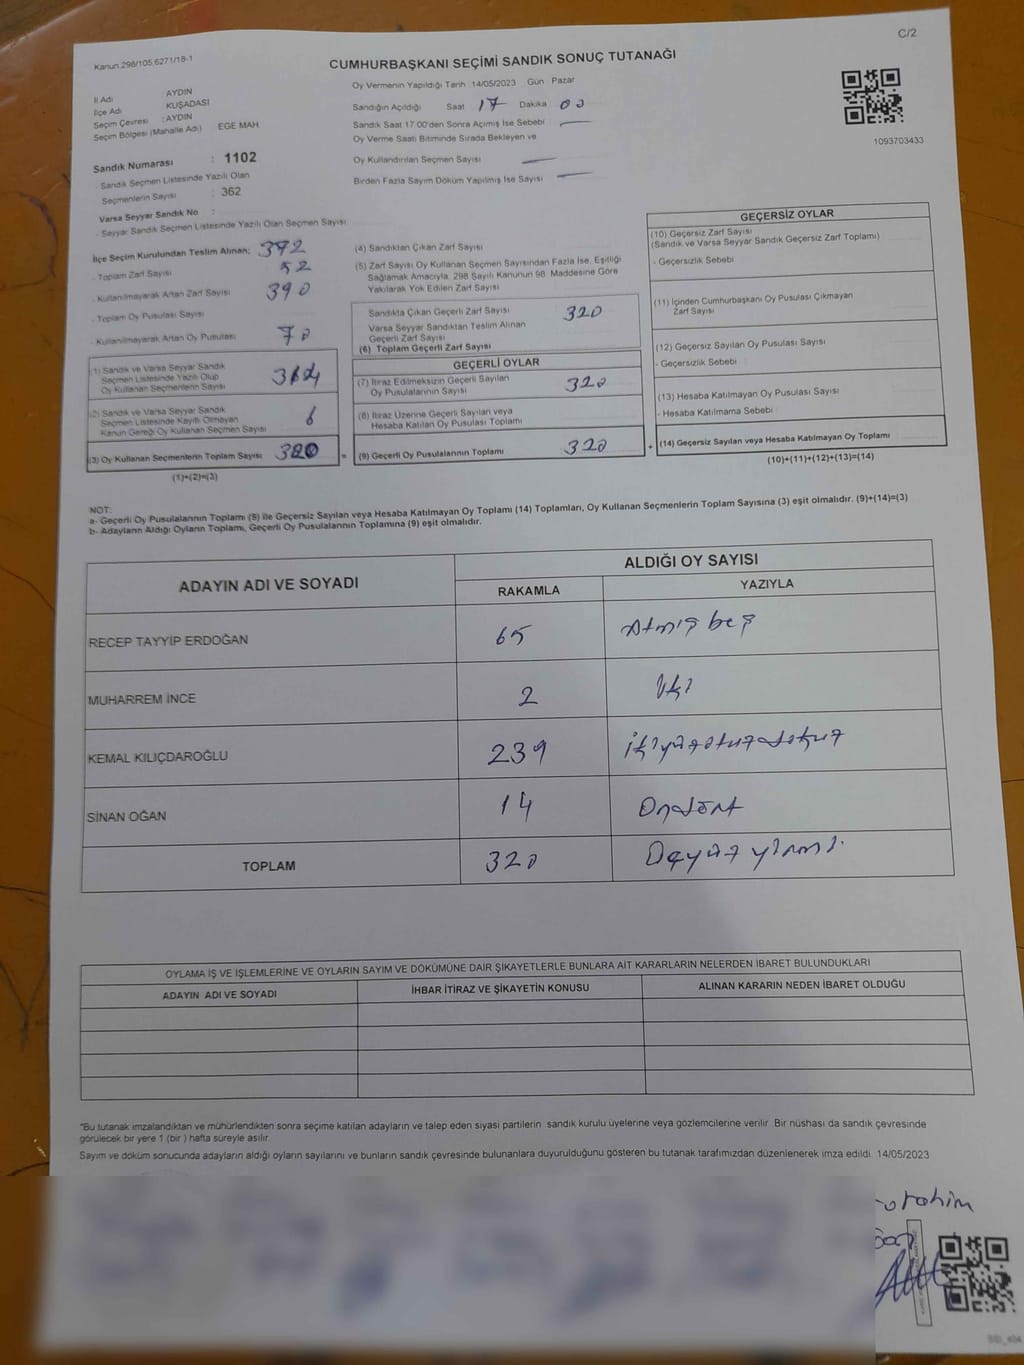 C/2
Kanun 298/105,6271/18-1
CUMHURBAŞKANI SEÇİMİ SANDIK SONUÇ TUTANAĞI
İl Adı AYDIN
İlçe Adı KUŞADASI
Seçim Çevresi : AYDIN
Seçim Bölgesi (Mahalle Adı) EGE MAH
Sandık Numarası : 1102
- Sandık Seçmen Listesinde Yazılı Olan
Seçmenlerin Sayısı : 362
Varsa Seyyar Sandık No :
- Seyyar Sandık Seçmen Listesinde Yazılı Olan Seçmen Sayısı
Oy Vermenin Yapıldığı Tarih 14/05/2023 Gün Pazar
Sandığın Açıldığı Saat 17 Dakika 00
Sandık Saat 17:00'den Sonra Açımış İse Sebebi
Oy Verme Saati Bitiminde Sırada Bekleyen ve
Oy Kullandırılan Seçmen Sayısı
Birden Fazla Sayım Döküm Yapılmış İse Sayısı
1093703433
İlçe Seçim Kurulundan Teslim Alınan;
- Toplam Zarf Sayısı 392
- Kullanılmayarak Artan Zarf Sayısı 52
- Toplam Oy Pusulası Sayısı 390
- Kullanılmayarak Artan Oy Pusulası 70
(1) Sandık ve Varsa Seyyar Sandık
Seçmen Listesinde Yazılı Olup
Oy Kullanan Seçmenlerin Sayısı
(2) Sandık ve Varsa Seyyar Sandık
Seçmen Listesinde Kayıtlı Olmayan
Kanun Gereği Oy Kullanan Seçmen Sayısı 6
(3) Oy Kullanan Seçmenlerin Toplam Sayısı 320 =
(1)+(2)=(3)
(4) Sandıktan Çıkan Zarf Sayısı
(5) Zarf Sayısı Oy Kullanan Seçmen Sayısından Fazla İse, Eşitliği
Sağlamak Amacıyla, 298 Sayılı Kanunun 98. Maddesine Göre
Yakılarak Yok Edilen Zarf Sayısı
Sandıkta Çıkan Geçerli Zarf Sayısı 320
Varsa Seyyar Sandıktan Teslim Alınan
Geçerli Zarf Sayısı
(6) Toplam Geçerli Zarf Sayısı
GEÇERLİ OYLAR
(7) İtiraz Edilmeksizin Geçerli Sayılan
Oy Pusulalarının Sayısı 320
(8) İtiraz Üzerine Geçerli Sayılan veya
Hesaba Katılan Oy Pusulası Toplamı
(9) Geçerli Oy Pusulalarının Toplamı 320 +
GEÇERSİZ OYLAR
(10) Geçersiz Zarf Sayısı
(Sandık ve Varsa Seyyar Sandık Geçersiz Zarf Toplamı)
- Geçersizlik Sebebi
(11) İçinden Cumhurbaşkanı Oy Pusulası Çıkmayan
Zarf Sayısı
(12) Geçersiz Sayılan Oy Pusulası Sayısı
- Geçersizlik Sebebi
(13) Hesaba Katılmayan Oy Pusulası Sayısı
- Hesaba Katılmama Sebebi
(14) Geçersiz Sayılan veya Hesaba Katılmayan Oy Toplamı
(10)+(11)+(12)+(13)=(14)
NOT:
a- Geçerli Oy Pusulalarının Toplamı (9) ile Geçersiz Sayılan veya Hesaba Katılmayan Oy Toplamı (14) Toplamları, Oy Kullanan Seçmenlerin Toplam Sayısına (3) eşit olmalıdır. (9)+(14)=(3)
b- Adayların Aldığı Oyların Toplamı, Geçerli Oy Pusulalarının Toplamına (9) eşit olmalıdır.
ADAYIN ADI VE SOYADI
ALDIĞI OY SAYISI
RAKAMLA YAZIYLA
RECEP TAYYİP ERDOĞAN 65 Atmış beş
MUHARREM İNCE 2 İki
KEMAL KILIÇDAROĞLU 239 ikiyüzotuzdokuz
SİNAN OĞAN 14 Ondört
TOPLAM 320 Üçyüz yirmi
OYLAMA İŞ VE İŞLEMLERİNE VE OYLARIN SAYIM VE DÖKÜMÜNE DAİR ŞİKAYETLERLE BUNLARA AİT KARARLARIN NELERDEN İBARET BULUNDUKLARI
ADAYIN ADI VE SOYADI İHBAR İTİRAZ VE ŞİKAYETİN KONUSU ALINAN KARARIN NEDEN İBARET OLDUĞU
*Bu tutanak imzalandıktan ve mühürlendikten sonra seçime katılan adayların ve talep eden siyasi partilerin sandık kurulu üyelerine veya gözlemcilerine verilir. Bir nüshası da sandık çevresinde
görülecek bir yere 1 (bir ) hafta süreyle asılır.
Sayım ve döküm sonucunda adayların aldığı oyların sayılarını ve bunların sandık çevresinde bulunanlara duyurulduğunu gösteren bu tutanak tarafımızdan düzenlenerek imza edildi. 14/05/2023